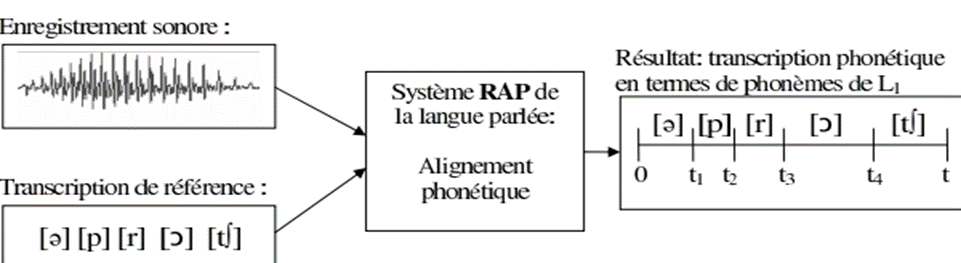 Enregistrement sonore :
Transcription de référence :
[ə] [p] [r] [ɔ] [tʃ]
Système RAP de
la langue parlée:
Alignement
phonétique
Résultat: transcription phonétique
en termes de phonèmes de L₁
[ə] [p] [r] [ɔ] [tʃ]
0 t₁ t₂ t₃ t₄ t